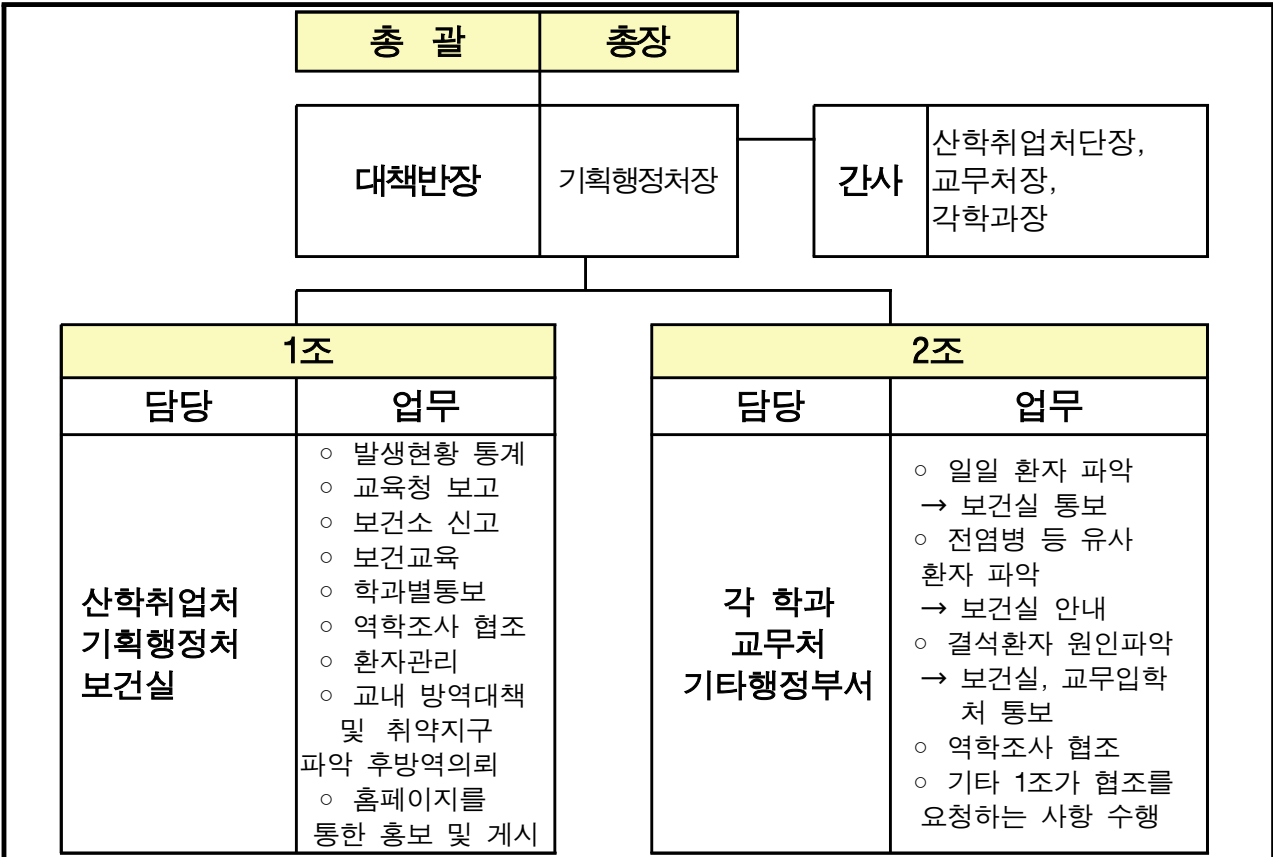 총 괄 총장
대책반장 기획행정처장
간사
산학취업처단장,
교무처장,
각학과장
1조
담당 업무
산학취업처
기획행정처
보건실
○ 발생현황 통계
○ 교육청 보고
○ 보건소 신고
○ 보건교육
○ 학과별통보
○ 역학조사 협조
○ 환자관리
○ 교내 방역대책
및 취약지구
파악 후방역의뢰
○ 홈페이지를
통한 홍보 및 게시
2조
담당 업무
각 학과
교무처
기타행정부서
○ 일일 환자 파악
→ 보건실 통보
○ 전염병 등 유사
환자 파악
→ 보건실 안내
○ 결석환자 원인파악
→ 보건실, 교무입학
처 통보
○ 역학조사 협조
○ 기타 1조가 협조를
요청하는 사항 수행